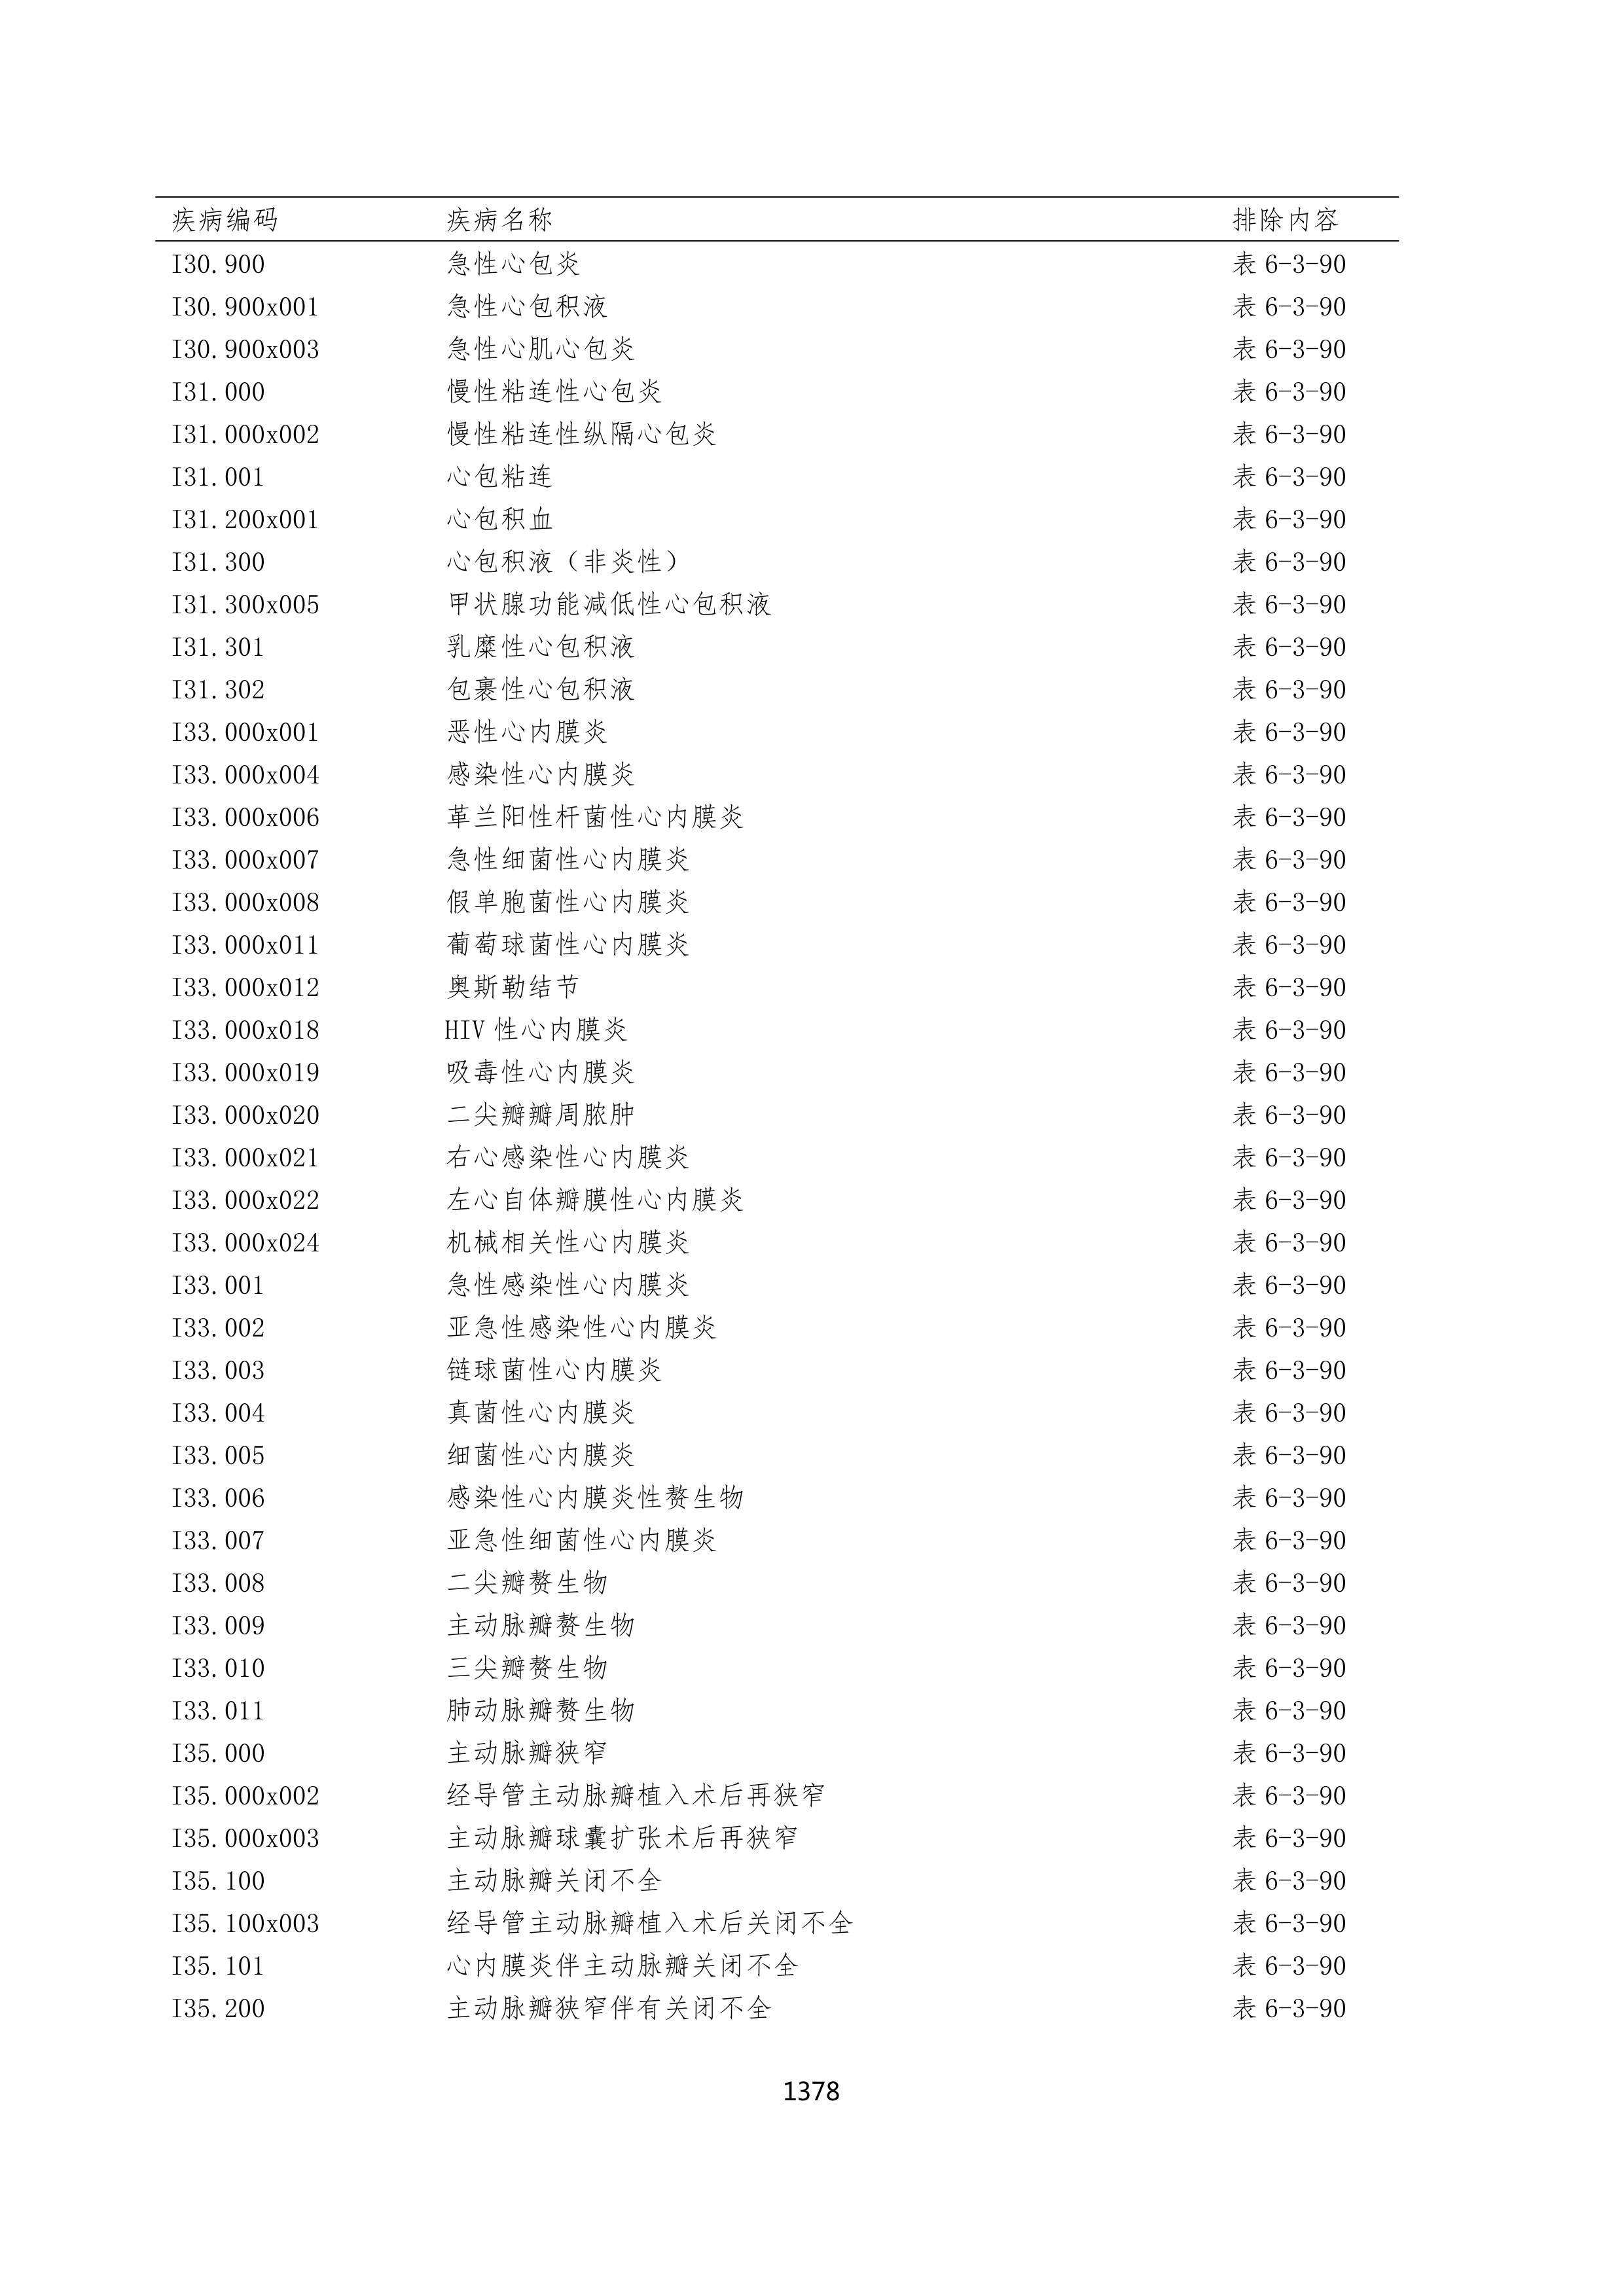 疾病编码 疾病名称 排除内容
I30.900 急性心包炎 表 6-3-90
I30.900x001 急性心包积液 表 6-3-90
I30.900x003 急性心肌心包炎 表 6-3-90
I31.000 慢性粘连性心包炎 表 6-3-90
I31.000x002 慢性粘连性纵隔心包炎 表 6-3-90
I31.001 心包粘连 表 6-3-90
I31.200x001 心包积血 表 6-3-90
I31.300 心包积液（非炎性） 表 6-3-90
I31.300x005 甲状腺功能减低性心包积液 表 6-3-90
I31.301 乳糜性心包积液 表 6-3-90
I31.302 包裹性心包积液 表 6-3-90
I33.000x001 恶性心内膜炎 表 6-3-90
I33.000x004 感染性心内膜炎 表 6-3-90
I33.000x006 革兰阳性杆菌性心内膜炎 表 6-3-90
I33.000x007 急性细菌性心内膜炎 表 6-3-90
I33.000x008 假单胞菌性心内膜炎 表 6-3-90
I33.000x011 葡萄球菌性心内膜炎 表 6-3-90
I33.000x012 奥斯勒结节 表 6-3-90
I33.000x018 HIV 性心内膜炎 表 6-3-90
I33.000x019 吸毒性心内膜炎 表 6-3-90
I33.000x020 二尖瓣瓣周脓肿 表 6-3-90
I33.000x021 右心感染性心内膜炎 表 6-3-90
I33.000x022 左心自体瓣膜性心内膜炎 表 6-3-90
I33.000x024 机械相关性心内膜炎 表 6-3-90
I33.001 急性感染性心内膜炎 表 6-3-90
I33.002 亚急性感染性心内膜炎 表 6-3-90
I33.003 链球菌性心内膜炎 表 6-3-90
I33.004 真菌性心内膜炎 表 6-3-90
I33.005 细菌性心内膜炎 表 6-3-90
I33.006 感染性心内膜炎性赘生物 表 6-3-90
I33.007 亚急性细菌性心内膜炎 表 6-3-90
I33.008 二尖瓣赘生物 表 6-3-90
I33.009 主动脉瓣赘生物 表 6-3-90
I33.010 三尖瓣赘生物 表 6-3-90
I33.011 肺动脉瓣赘生物 表 6-3-90
I35.000 主动脉瓣狭窄 表 6-3-90
I35.000x002 经导管主动脉瓣植入术后再狭窄 表 6-3-90
I35.000x003 主动脉瓣球囊扩张术后再狭窄 表 6-3-90
I35.100 主动脉瓣关闭不全 表 6-3-90
I35.100x003 经导管主动脉瓣植入术后关闭不全 表 6-3-90
I35.101 心内膜炎伴主动脉瓣关闭不全 表 6-3-90
I35.200 主动脉瓣狭窄伴有关闭不全 表 6-3-90
1378